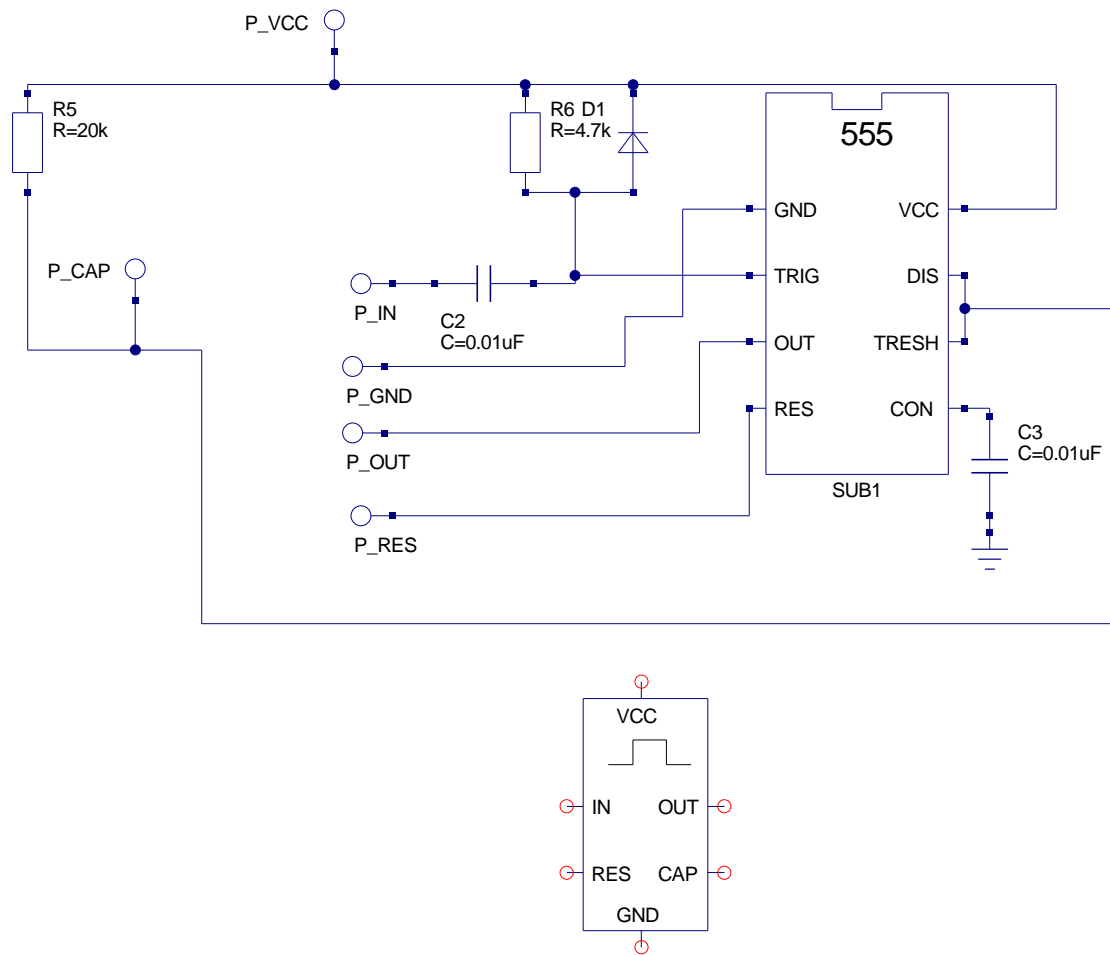 P_VCC
R5
R=20k
R6 D1
R=4.7k
555
GND
VCC
P_CAP
TRIG
DIS
P_IN
C2
C=0.01uF
OUT
TRESH
P_GND
RES
CON
P_OUT
C3
C=0.01uF
SUB1
P_RES
VCC
IN
OUT
RES
CAP
GND